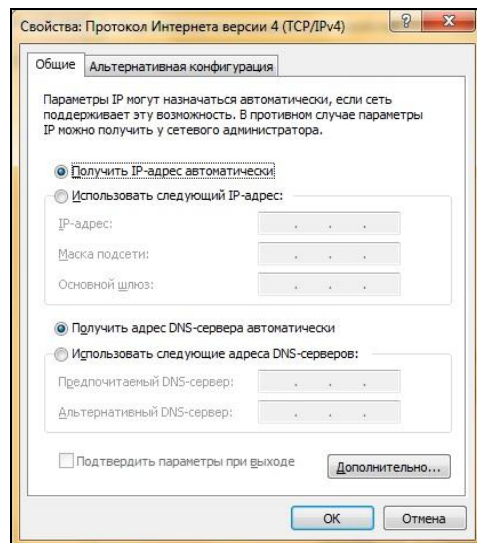 Свойства: Протокол Интернета версии 4 (TCP/IPv4)
Общие
Альтернативная конфигурация
Параметры IP могут назначаться автоматически, если сеть
поддерживает эту возможность. В противном случае параметры
IP можно получить у сетевого администратора.
Получить IP-адрес автоматически
Использовать следующий IP-адрес:
IP-адрес:
Маска подсети:
Основной шлюз:
Получить адрес DNS-сервера автоматически
Использовать следующие адреса DNS-серверов:
Предпочитаемый DNS-сервер:
Альтернативный DNS-сервер:
Подтвердить параметры при выходе
Дополнительно...
ОК
Отмена